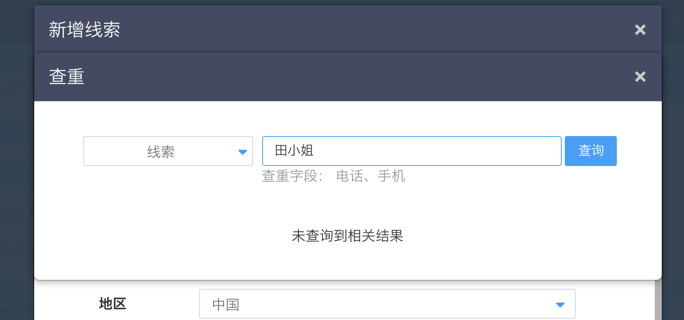 新增线索 ×
查重 ×
线索 田小姐 查询
查重字段： 电话、手机
未查询到相关结果
地区 中国